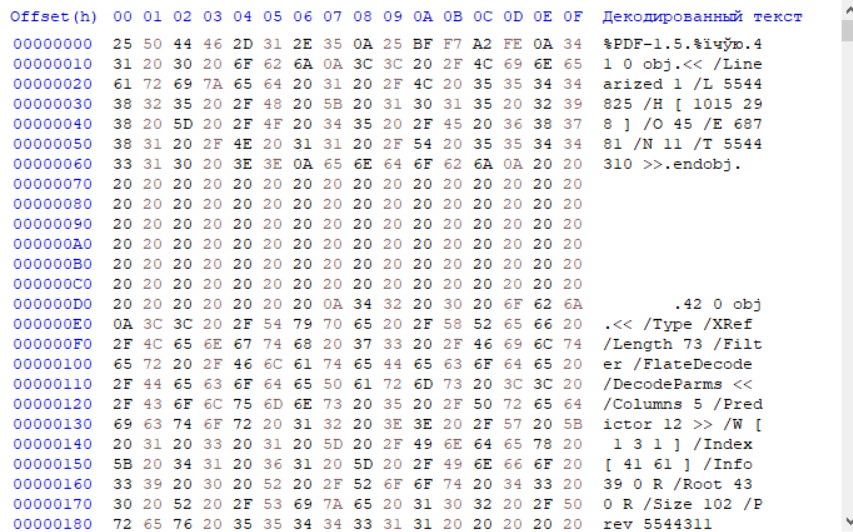 Offset(h) 00 01 02 03 04 05 06 07 08 09 0A 0B 0C 0D 0E 0F Декодированный текст
00000000 25 50 44 46 2D 31 2E 35 0A 25 BF F7 A2 FE 0A 34 %PDF-1.5.%їчўю.4
00000010 31 20 30 20 6F 62 6A 0A 3C 3C 20 2F 4C 69 6E 65 1 0 obj.<< /Line
00000020 61 72 69 7A 65 64 20 31 20 2F 4C 20 35 35 34 34 arized 1 /L 5544
00000030 38 32 35 20 2F 48 20 5B 20 31 30 31 35 20 32 39 825 /H [ 1015 29
00000040 38 20 5D 20 2F 4F 20 34 35 20 2F 45 20 36 38 37 8 ] /O 45 /E 687
00000050 38 31 20 2F 4E 20 31 31 20 2F 54 20 35 35 34 34 81 /N 11 /T 5544
00000060 33 31 30 20 3E 3E 0A 65 6E 64 6F 62 6A 0A 20 20 310 >>.endobj.
00000070 20 20 20 20 20 20 20 20 20 20 20 20 20 20 20 20
00000080 20 20 20 20 20 20 20 20 20 20 20 20 20 20 20 20
00000090 20 20 20 20 20 20 20 20 20 20 20 20 20 20 20 20
000000A0 20 20 20 20 20 20 20 20 20 20 20 20 20 20 20 20
000000B0 20 20 20 20 20 20 20 20 20 20 20 20 20 20 20 20
000000C0 20 20 20 20 20 20 20 20 20 20 20 20 20 20 20 20
000000D0 20 20 20 20 20 20 20 0A 34 32 20 30 20 6F 62 6A .42 0 obj
000000E0 0A 3C 3C 20 2F 54 79 70 65 20 2F 58 52 65 66 20 .<< /Type /XRef
000000F0 2F 4C 65 6E 67 74 68 20 37 33 20 2F 46 69 6C 74 /Length 73 /Filt
00000100 65 72 20 2F 46 6C 61 74 65 44 65 63 6F 64 65 20 er /FlateDecode
00000110 2F 44 65 63 6F 64 65 50 61 72 6D 73 20 3C 3C 20 /DecodeParms <<
00000120 2F 43 6F 6C 75 6D 6E 73 20 35 20 2F 50 72 65 64 /Columns 5 /Pred
00000130 69 63 74 6F 72 20 31 32 20 3E 3E 20 2F 57 20 5B ictor 12 >> /W [
00000140 20 31 20 33 20 31 20 5D 20 2F 49 6E 64 65 78 20 1 3 1 ] /Index
00000150 5B 20 34 31 20 36 31 20 5D 20 2F 49 6E 66 6F 20 [ 41 61 ] /Info
00000160 33 39 20 30 20 52 20 2F 52 6F 6F 74 20 34 33 20 39 0 R /Root 43
00000170 30 20 52 20 2F 53 69 7A 65 20 31 30 32 20 2F 50 0 R /Size 102 /P
00000180 72 65 76 20 35 35 34 34 33 31 31 20 20 20 20 20 rev 5544311